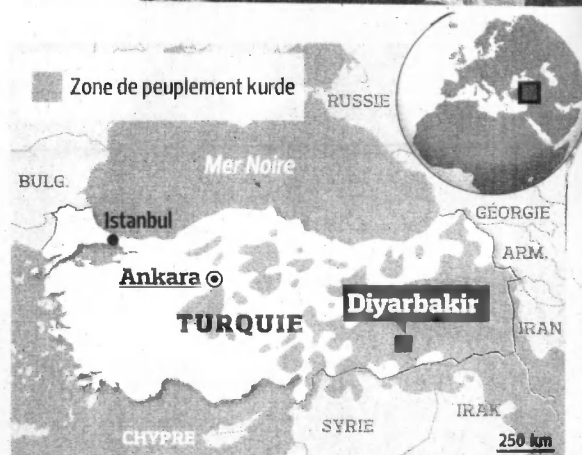 Zone de peuplement kurde
RUSSIE
Mer Noire
BULG.
Istanbul
GÉORGIE
ARM.
Ankara
Diyarbakir
TURQUIE
IRAN
SYRIE
IRAK
CHYPRE
250 km